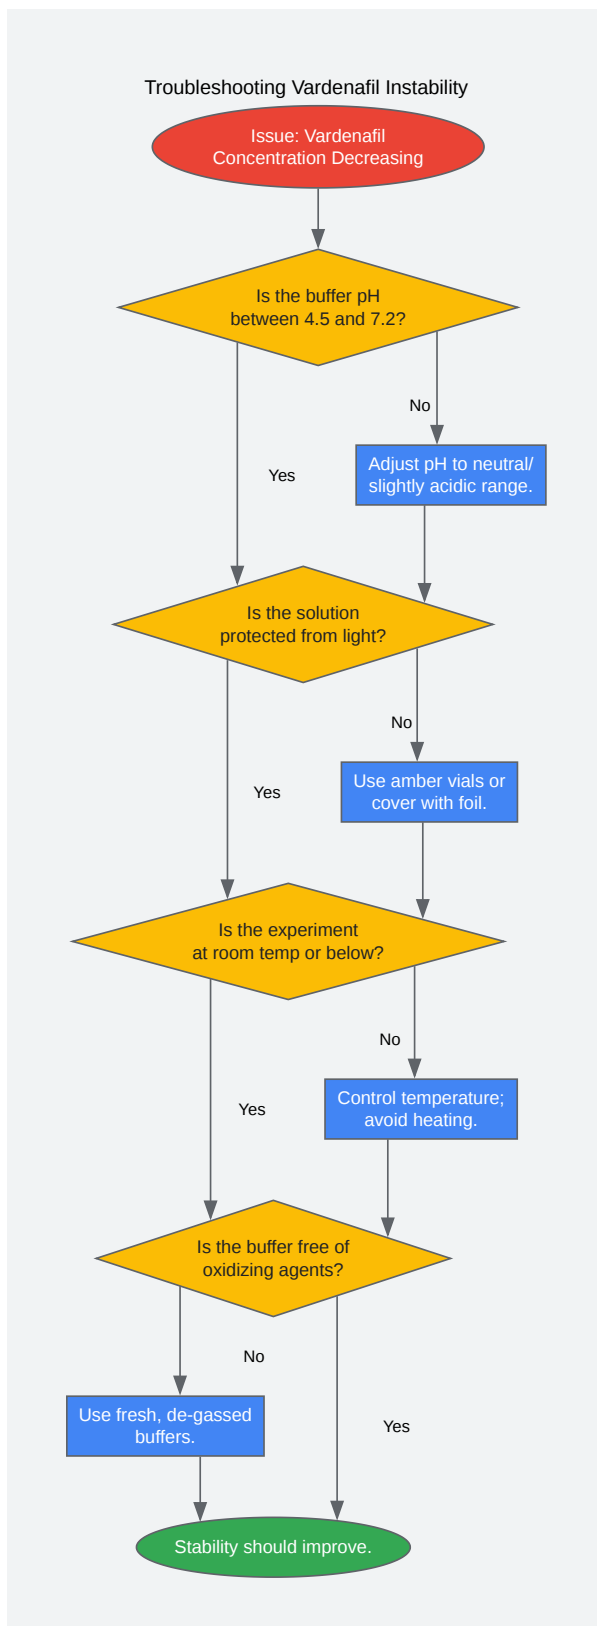 Troubleshooting Vardenafil Instability
Issue: Vardenafil
Concentration Decreasing
Is the buffer pH
between 4.5 and 7.2?
No
Adjust pH to neutral/
slightly acidic range.
Yes
Is the solution
protected from light?
No
Use amber vials or
cover with foil.
Yes
Is the experiment
at room temp or below?
No
Control temperature;
avoid heating.
Yes
Is the buffer free of
oxidizing agents?
No
Use fresh, de-gassed
buffers.
Yes
Stability should improve.